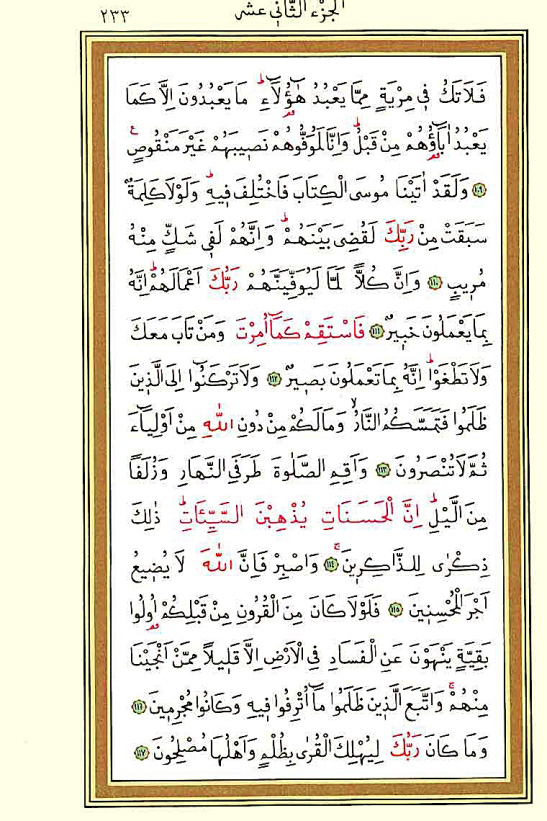 ٢٣٣ الجزء الثاني عشر
فَلَا تَكُ فِي مِرْيَةٍ مِمَّا يَعْبُدُ هٰٓؤُ۬لَٓاءِۜ مَا يَعْبُدُونَ اِلَّا كَمَا
يَعْبُدُ اٰبَٓاؤُ۬هُمْ مِنْ قَبْلُۜ وَاِنَّا لَمُوَفُّوهُمْ نَصِيبَهُمْ غَيْرَ مَنْقُوصٍ۟
﴿١٠٩﴾ وَلَقَدْ اٰتَيْنَا مُوسَى الْكِتَابَ فَاخْتُلِفَ فِيهِۜ وَلَوْلَا كَلِمَةٌ
سَبَقَتْ مِنْ رَبِّكَ لَقُضِيَ بَيْنَهُمْۜ وَاِنَّهُمْ لَفِي شَكٍّ مِنْهُ
مُرِيبٍ ﴿١١٠﴾ وَاِنَّ كُلًّا لَمَّا لَيُوَفِّيَنَّهُمْ رَبُّكَ اَعْمَالَهُمْۜ اِنَّهُ
بِمَا يَعْمَلُونَ خَبِيرٌ ﴿١١١﴾ فَاسْتَقِمْ كَمَٓا اُمِرْتَ وَمَنْ تَابَ مَعَكَ
وَلَا تَطْغَوْاۜ اِنَّهُ بِمَا تَعْمَلُونَ بَصِيرٌ ﴿١١٢﴾ وَلَا تَرْكَنُٓوا اِلَى الَّذِينَ
ظَلَمُوا فَتَمَسَّكُمُ النَّارُۙ وَمَا لَكُمْ مِنْ دُونِ اللّٰهِ مِنْ اَوْلِيَٓاءَ
ثُمَّ لَا تُنْصَرُونَ ﴿١١٣﴾ وَاَقِمِ الصَّلٰوةَ طَرَفَيِ النَّهَارِ وَزُلَفًا
مِنَ الَّيْلِۜ اِنَّ الْحَسَنَاتِ يُذْهِبْنَ السَّيِّـَٔاتِۜ ذٰلِكَ
ذِكْرٰى لِلذَّاكِرِينَۚ ﴿١١٤﴾ وَاصْبِرْ فَاِنَّ اللّٰهَ لَا يُضِيعُ
اَجْرَ الْمُحْسِنِينَ ﴿١١٥﴾ فَلَوْلَا كَانَ مِنَ الْقُرُونِ مِنْ قَبْلِكُمْ اُو۬لُوا
بَقِيَّةٍ يَنْهَوْنَ عَنِ الْفَسَادِ فِي الْاَرْضِ اِلَّا قَلِيلًا مِمَّنْ اَنْجَيْنَا
مِنْهُمْۚ وَاتَّبَعَ الَّذِينَ ظَلَمُوا مَٓا اُتْرِفُوا فِيهِ وَكَانُوا مُجْرِمِينَ ﴿١١٦﴾
وَمَا كَانَ رَبُّكَ لِيُهْلِكَ الْقُرٰى بِظُلْمٍ وَاَهْلُهَا مُصْلِحُونَ ﴿١١٧﴾